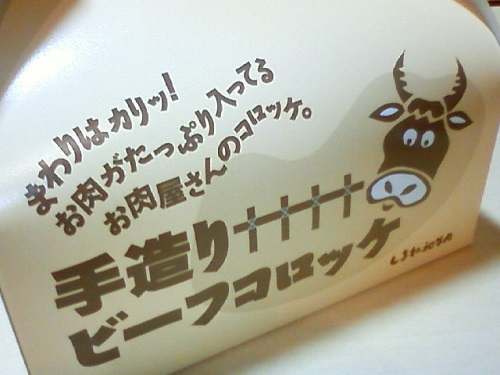 まわりはカリッ!
お肉がたっぷり入ってる
お肉屋さんのコロッケ。
手造り
ビーフコロッケ